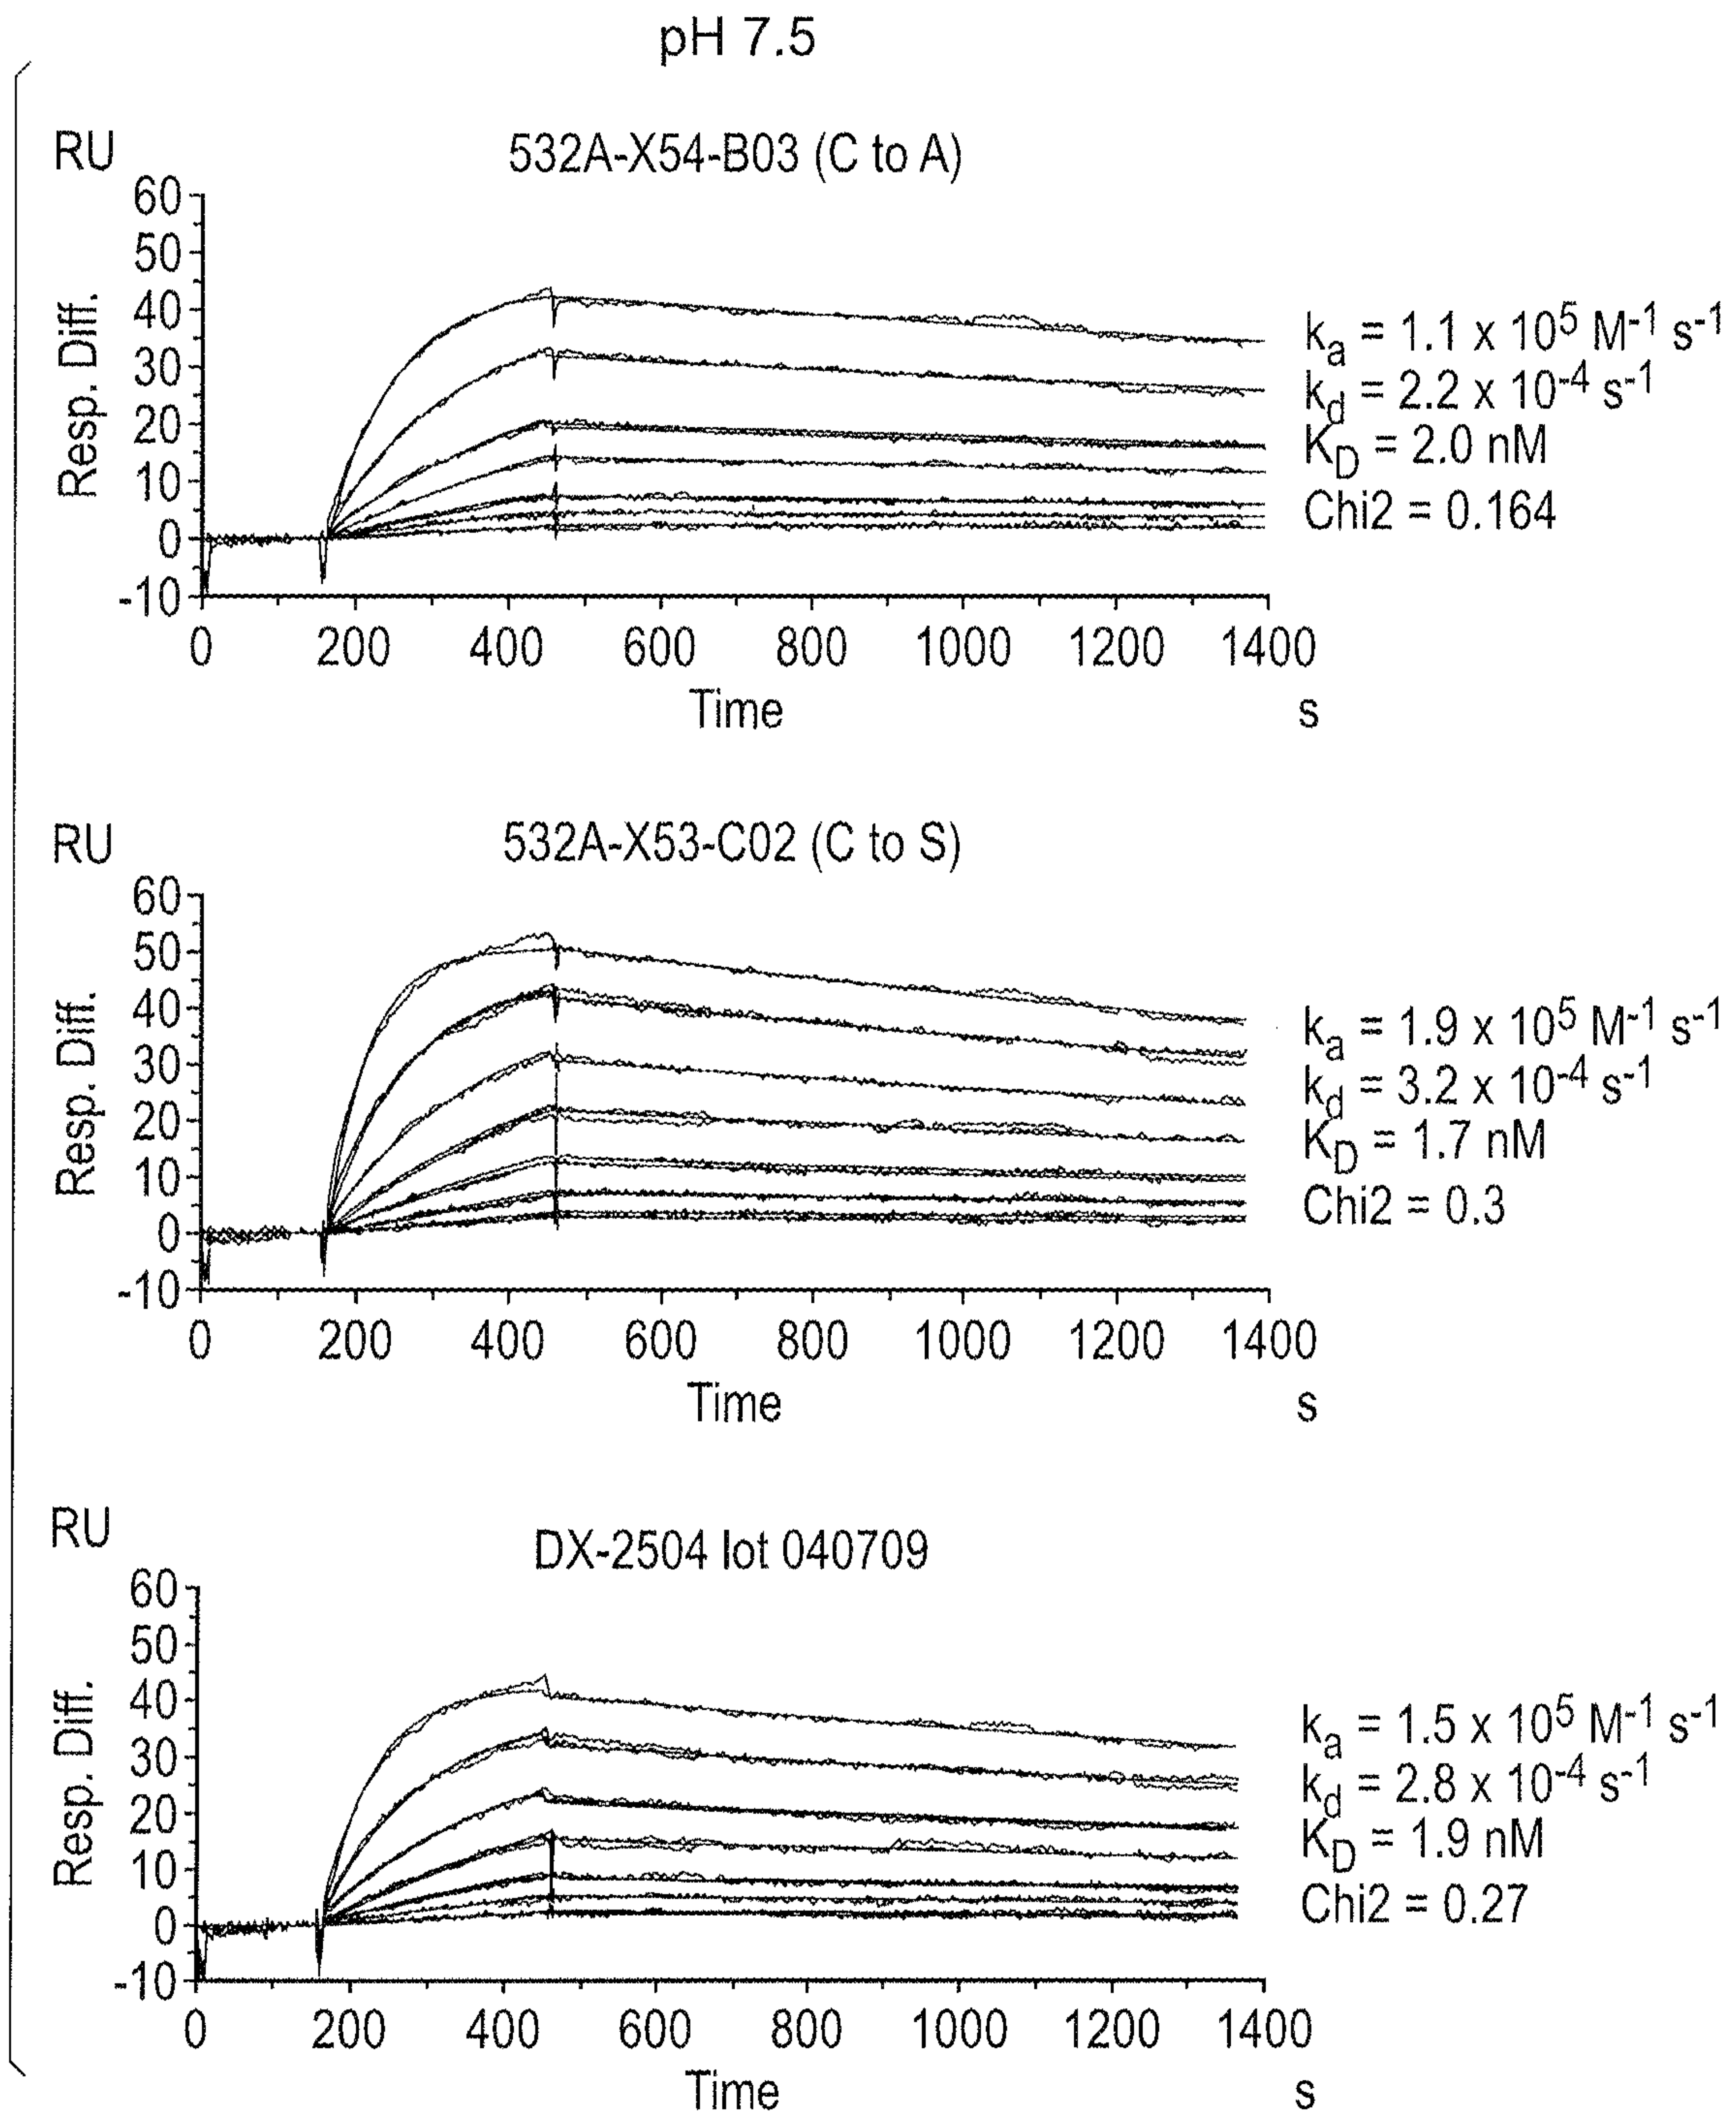 pH 7.5
RU
532A-X54-B03 (C to A)
60
50
40
30
20
10
0
-10
Resp. Diff.
0 200 400 600 800 1000 1200 1400
Time s
k_a = 1.1 x 10^5 M^-1 s^-1
k_d = 2.2 x 10^-4 s^-1
K_D = 2.0 nM
Chi2 = 0.164
RU
532A-X53-C02 (C to S)
60
50
40
30
20
10
0
-10
Resp. Diff.
0 200 400 600 800 1000 1200 1400
Time s
k_a = 1.9 x 10^5 M^-1 s^-1
k_d = 3.2 x 10^-4 s^-1
K_D = 1.7 nM
Chi2 = 0.3
RU
DX-2504 lot 040709
60
50
40
30
20
10
0
-10
Resp. Diff.
0 200 400 600 800 1000 1200 1400
Time s
k_a = 1.5 x 10^5 M^-1 s^-1
k_d = 2.8 x 10^-4 s^-1
K_D = 1.9 nM
Chi2 = 0.27